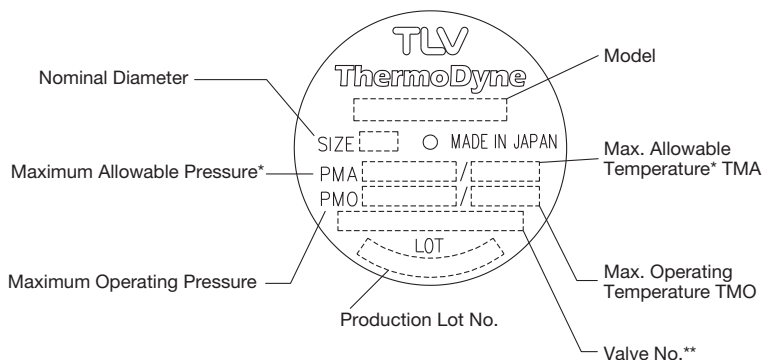 TLV
ThermoDyne
Model
Nominal Diameter
SIZE
MADE IN JAPAN
Maximum Allowable Pressure*
PMA /
Max. Allowable
Temperature* TMA
PMO /
LOT
Maximum Operating Pressure
Max. Operating
Temperature TMO
Production Lot No.
Valve No.**